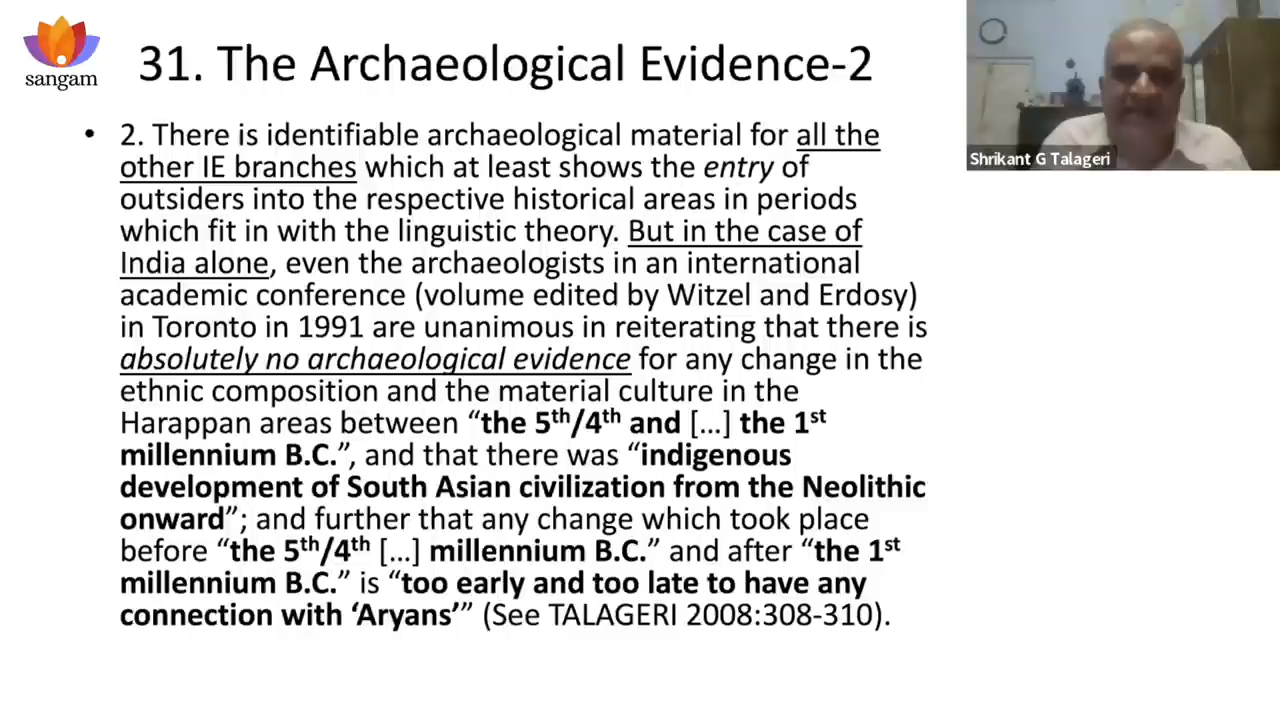 sangam
31. The Archaeological Evidence-2
• 2. There is identifiable archaeological material for all the
other IE branches which at least shows the entry of
outsiders into the respective historical areas in periods
which fit in with the linguistic theory. But in the case of
India alone, even the archaeologists in an international
academic conference (volume edited by Witzel and Erdosy)
in Toronto in 1991 are unanimous in reiterating that there is
absolutely no archaeological evidence for any change in the
ethnic composition and the material culture in the
Harappan areas between “the 5th/4th and […] the 1st
millennium B.C.”, and that there was “indigenous
development of South Asian civilization from the Neolithic
onward”; and further that any change which took place
before “the 5th/4th […] millennium B.C.” and after “the 1st
millennium B.C.” is “too early and too late to have any
connection with ‘Aryans’” (See TALAGERI 2008:308-310).
Shrikant G Talageri